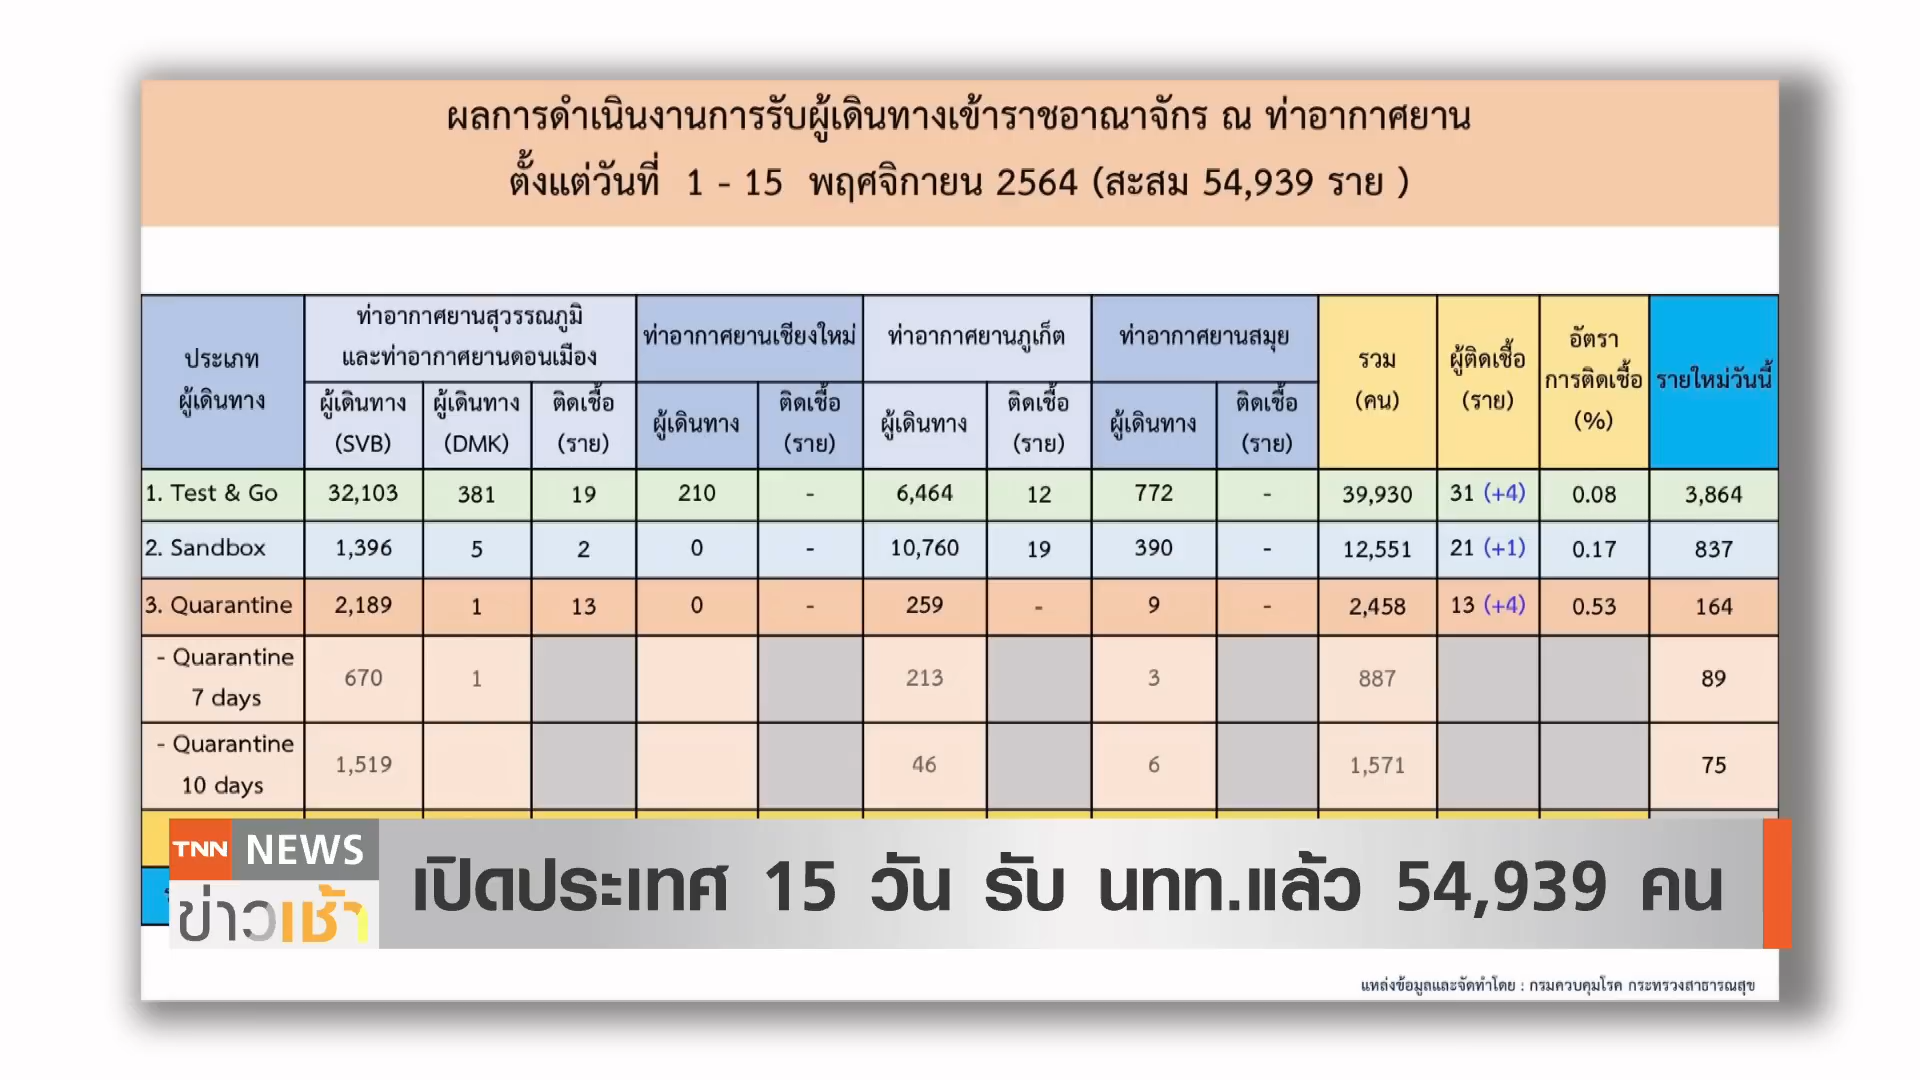 ผลการดำเนินงานการรับผู้เดินทางเข้าราชอาณาจักร ณ ท่าอากาศยาน
ตั้งแต่วันที่ 1 - 15 พฤศจิกายน 2564 (สะสม 54,939 ราย )
ประเภท
ผู้เดินทาง
ท่าอากาศยานสุวรรณภูมิ
และท่าอากาศยานดอนเมือง
ท่าอากาศยานเชียงใหม่
ท่าอากาศยานภูเก็ต
ท่าอากาศยานสมุย
รวม
(คน)
ผู้ติดเชื้อ
(ราย)
อัตรา
การติดเชื้อ
(%)
รายใหม่วันนี้
ผู้เดินทาง
(SVB)
ผู้เดินทาง
(DMK)
ติดเชื้อ
(ราย)
ผู้เดินทาง
ติดเชื้อ
(ราย)
ผู้เดินทาง
ติดเชื้อ
(ราย)
ผู้เดินทาง
ติดเชื้อ
(ราย)
1. Test & Go 32,103 381 19 210 - 6,464 12 772 - 39,930 31 (+4) 0.08 3,864
2. Sandbox 1,396 5 2 0 - 10,760 19 390 - 12,551 21 (+1) 0.17 837
3. Quarantine 2,189 1 13 0 - 259 - 9 - 2,458 13 (+4) 0.53 164
- Quarantine
7 days 670 1 213 3 887 89
- Quarantine
10 days 1,519 46 6 1,571 75
TNN NEWS
ข่าวเช้า
เปิดประเทศ 15 วัน รับ นทท.แล้ว 54,939 คน
แหล่งข้อมูลและจัดทำโดย : กรมควบคุมโรค กระทรวงสาธารณสุข